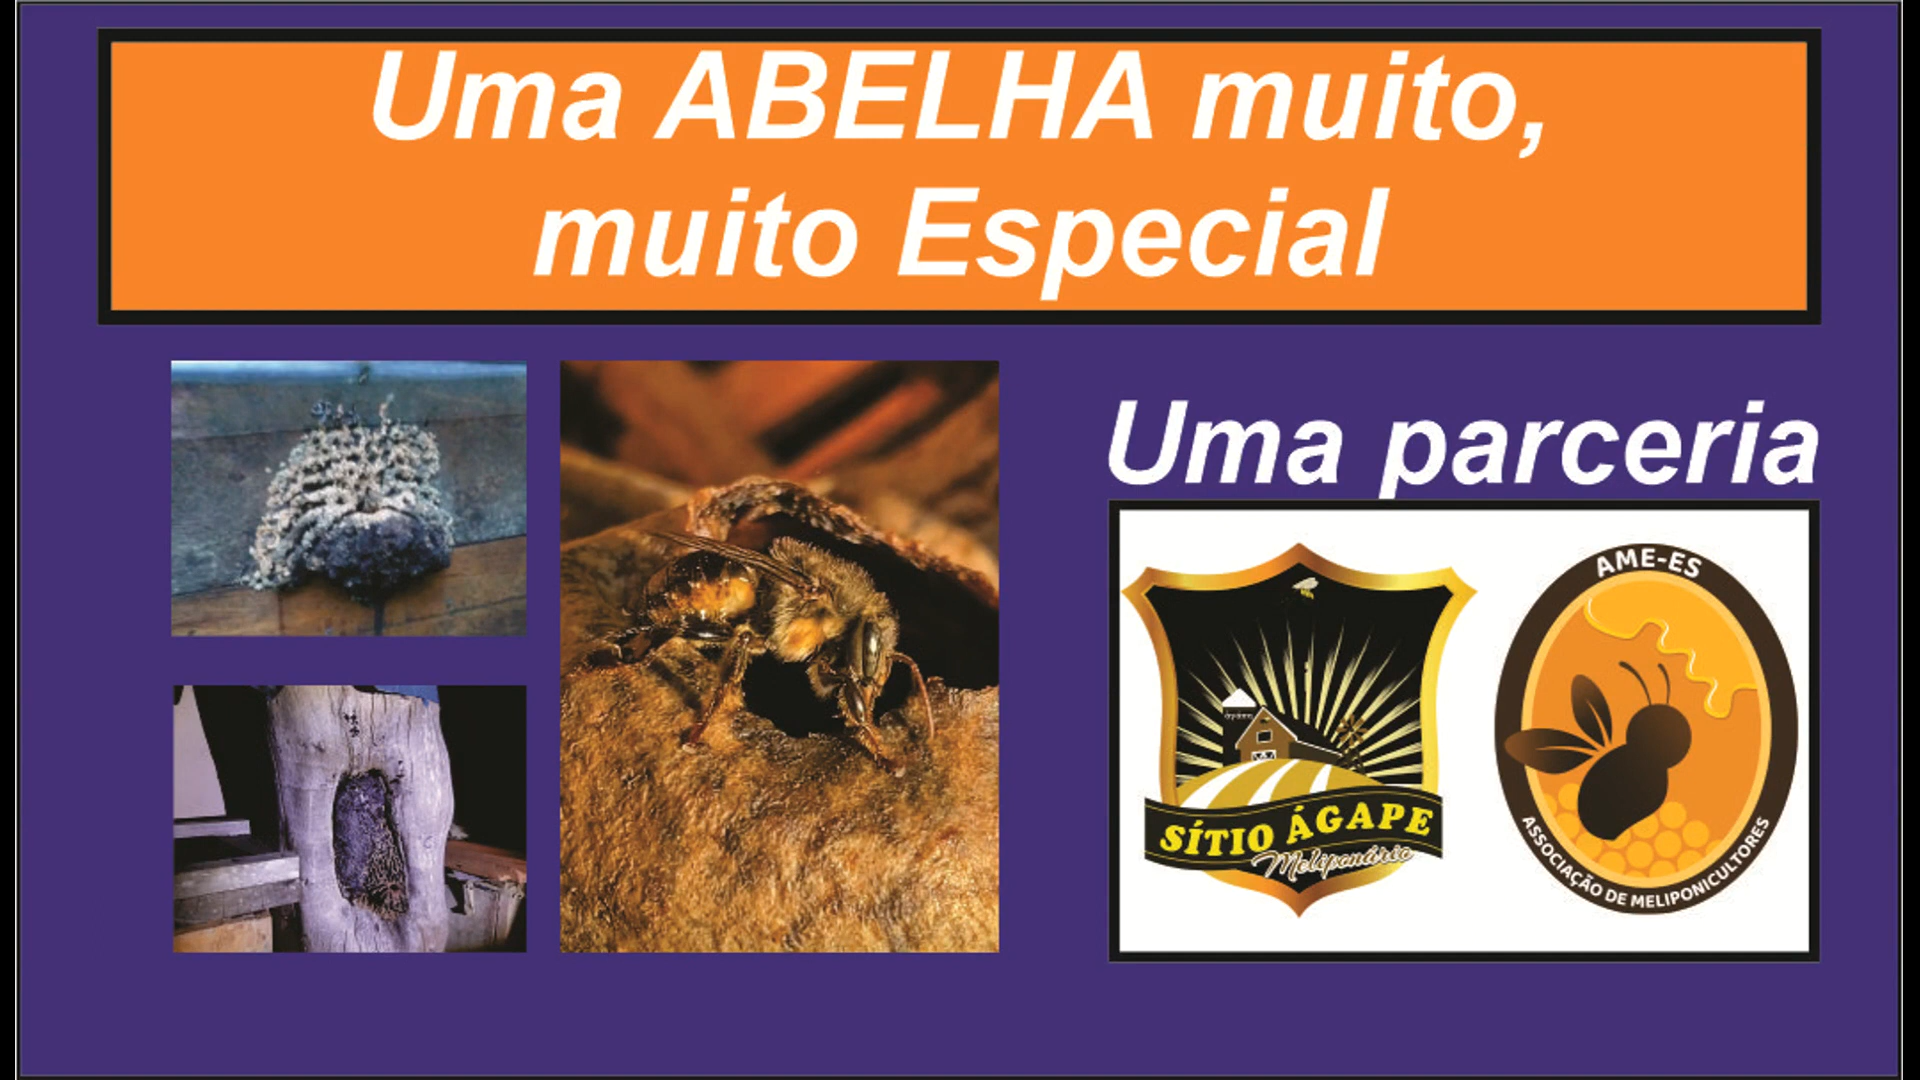 Uma ABELHA muito,
muito Especial
Uma parceria
SÍTIO ÁGAPE
Meliponário
AME-ES
ASSOCIAÇÃO DE MELIPONICULTORES